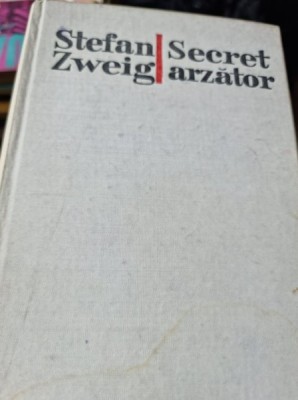 Stefan
Zweig
Secret
arzător